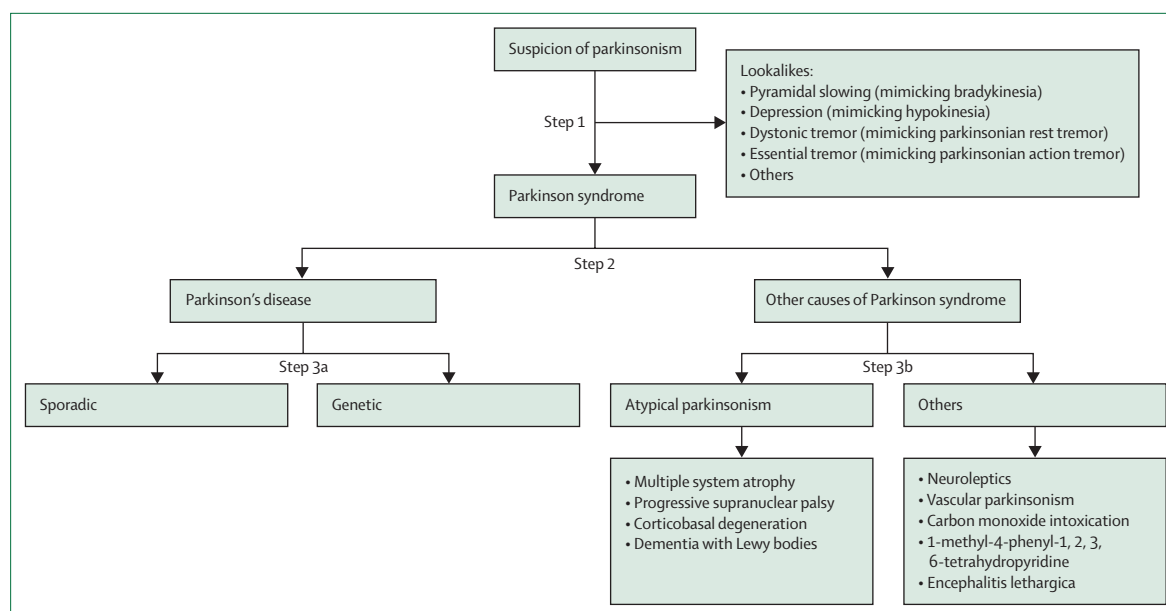 Suspicion of parkinsonism
Lookalikes:
• Pyramidal slowing (mimicking bradykinesia)
• Depression (mimicking hypokinesia)
• Dystonic tremor (mimicking parkinsonian rest tremor)
• Essential tremor (mimicking parkinsonian action tremor)
• Others
Step 1
Parkinson syndrome
Step 2
Parkinson's disease
Other causes of Parkinson syndrome
Step 3a
Step 3b
Sporadic
Genetic
Atypical parkinsonism
Others
• Multiple system atrophy
• Progressive supranuclear palsy
• Corticobasal degeneration
• Dementia with Lewy bodies
• Neuroleptics
• Vascular parkinsonism
• Carbon monoxide intoxication
• 1-methyl-4-phenyl-1, 2, 3,
6-tetrahydropyridine
• Encephalitis lethargica